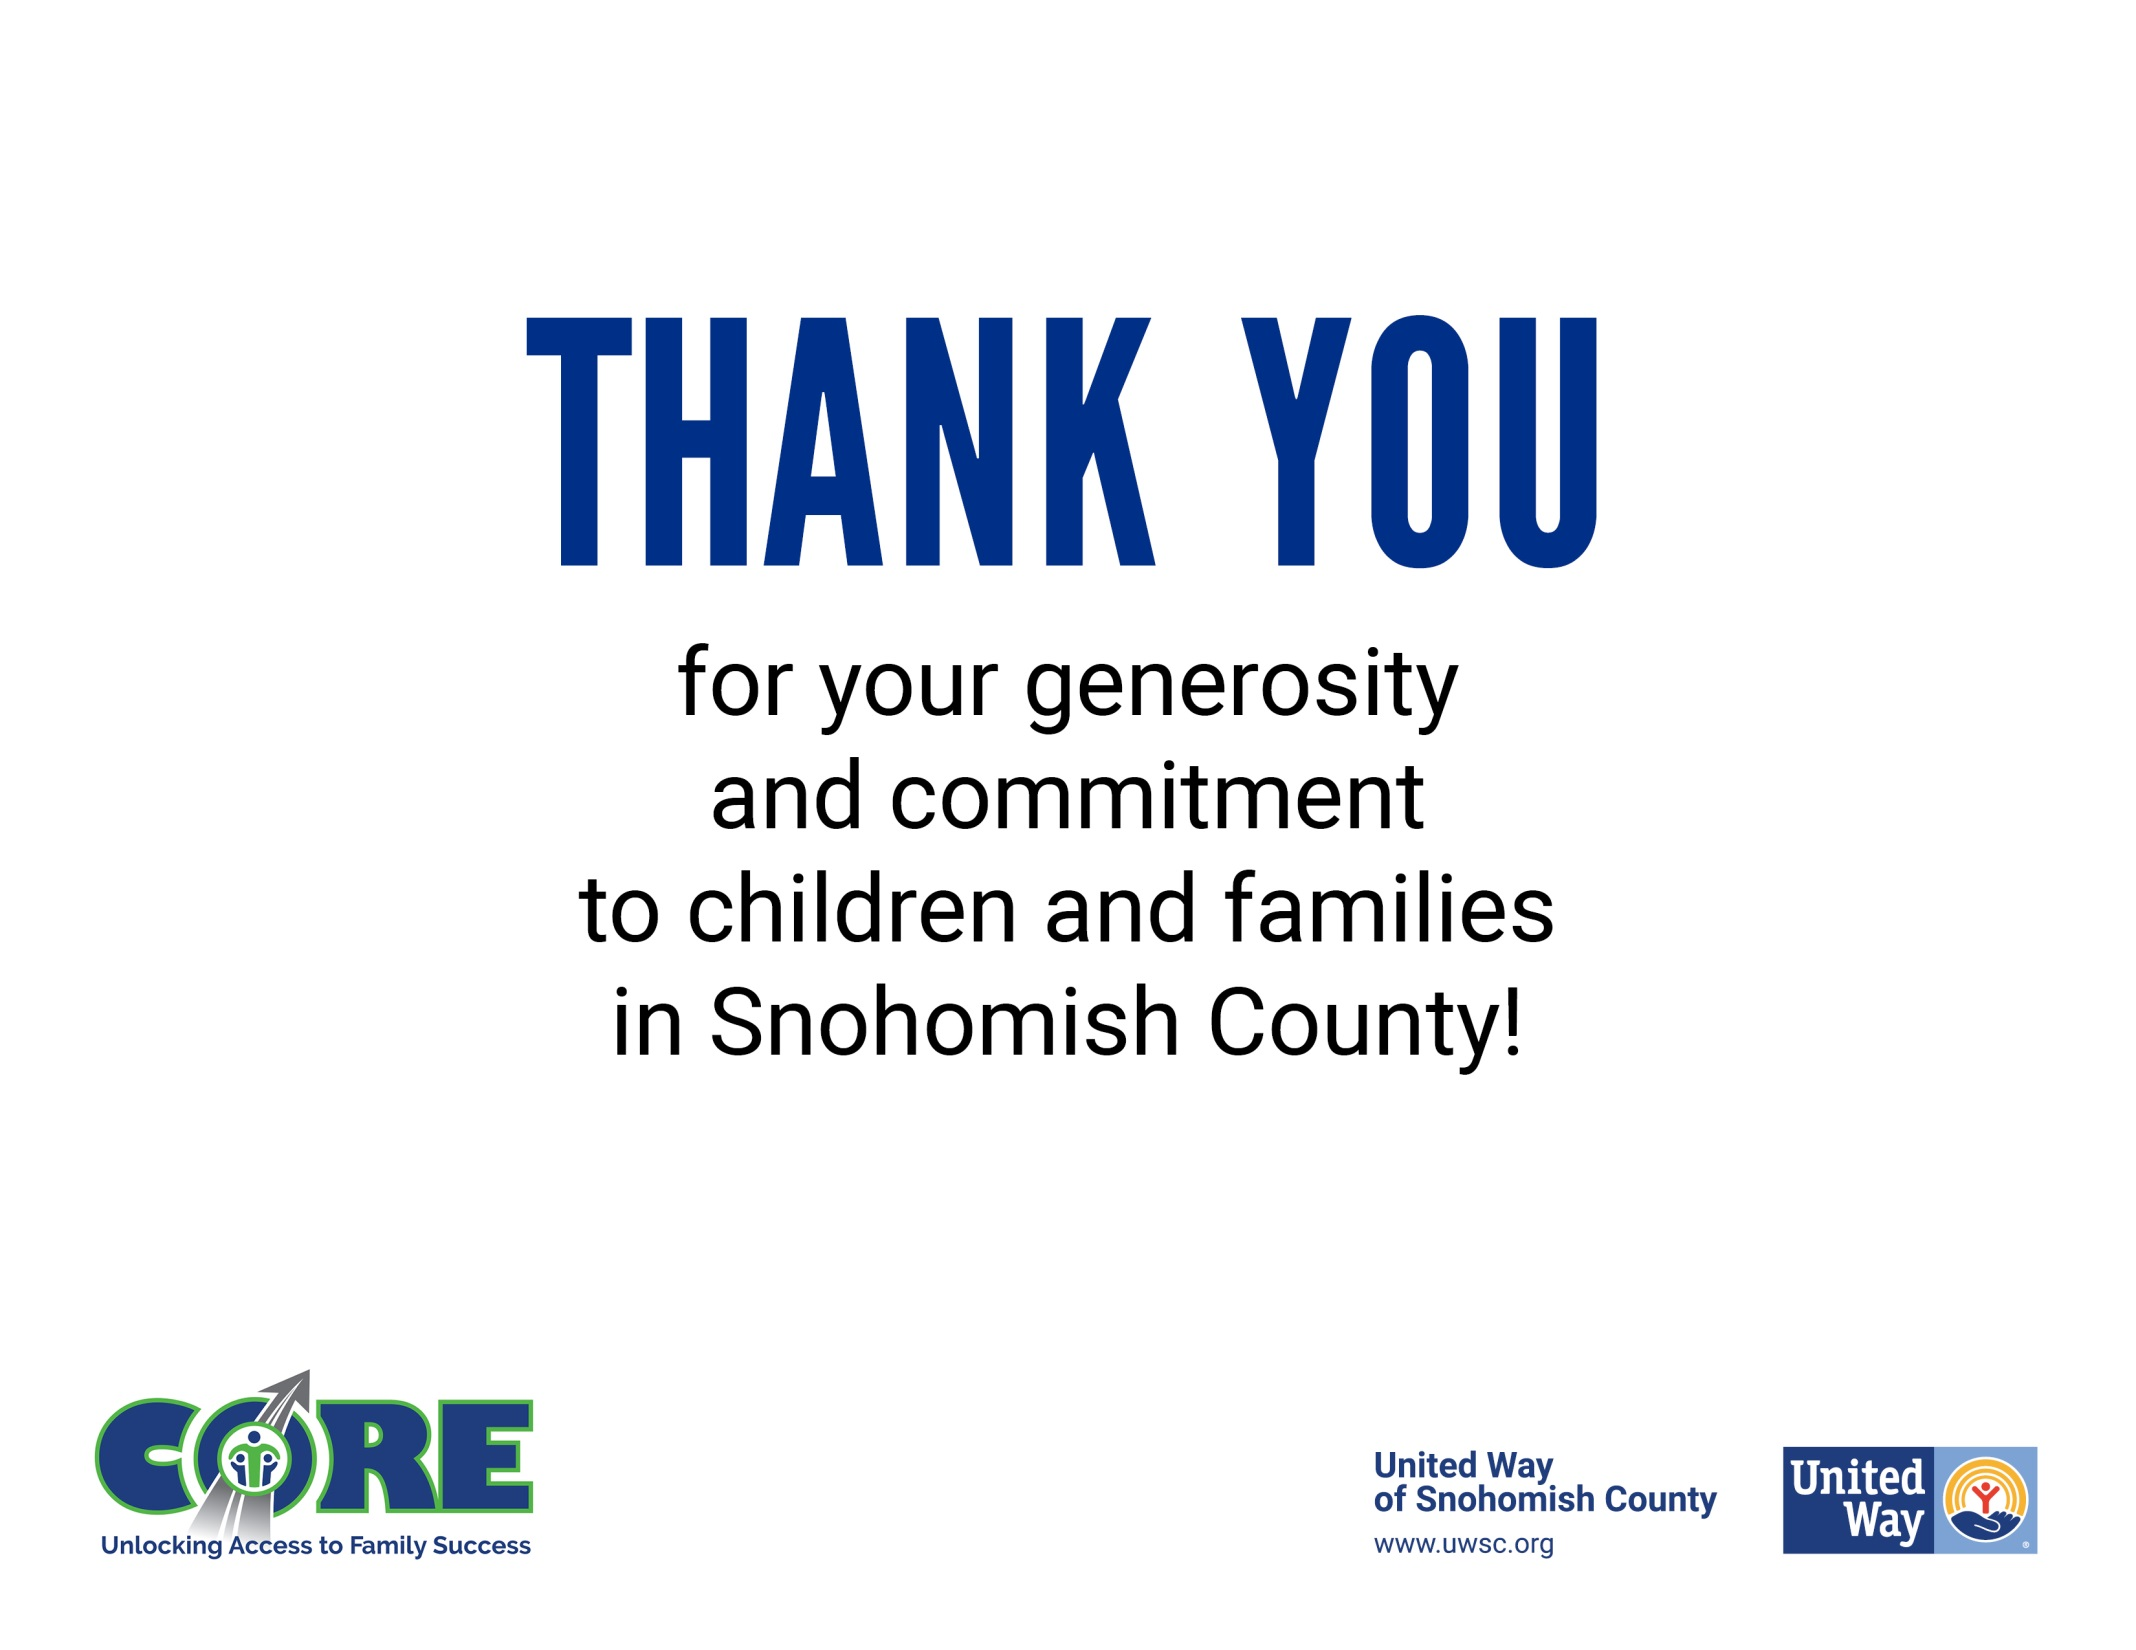 THANK YOU
for your generosity
and commitment
to children and families
in Snohomish County!
CORE
Unlocking Access to Family Success
United Way
of Snohomish County
www.uwsc.org
United
Way
®